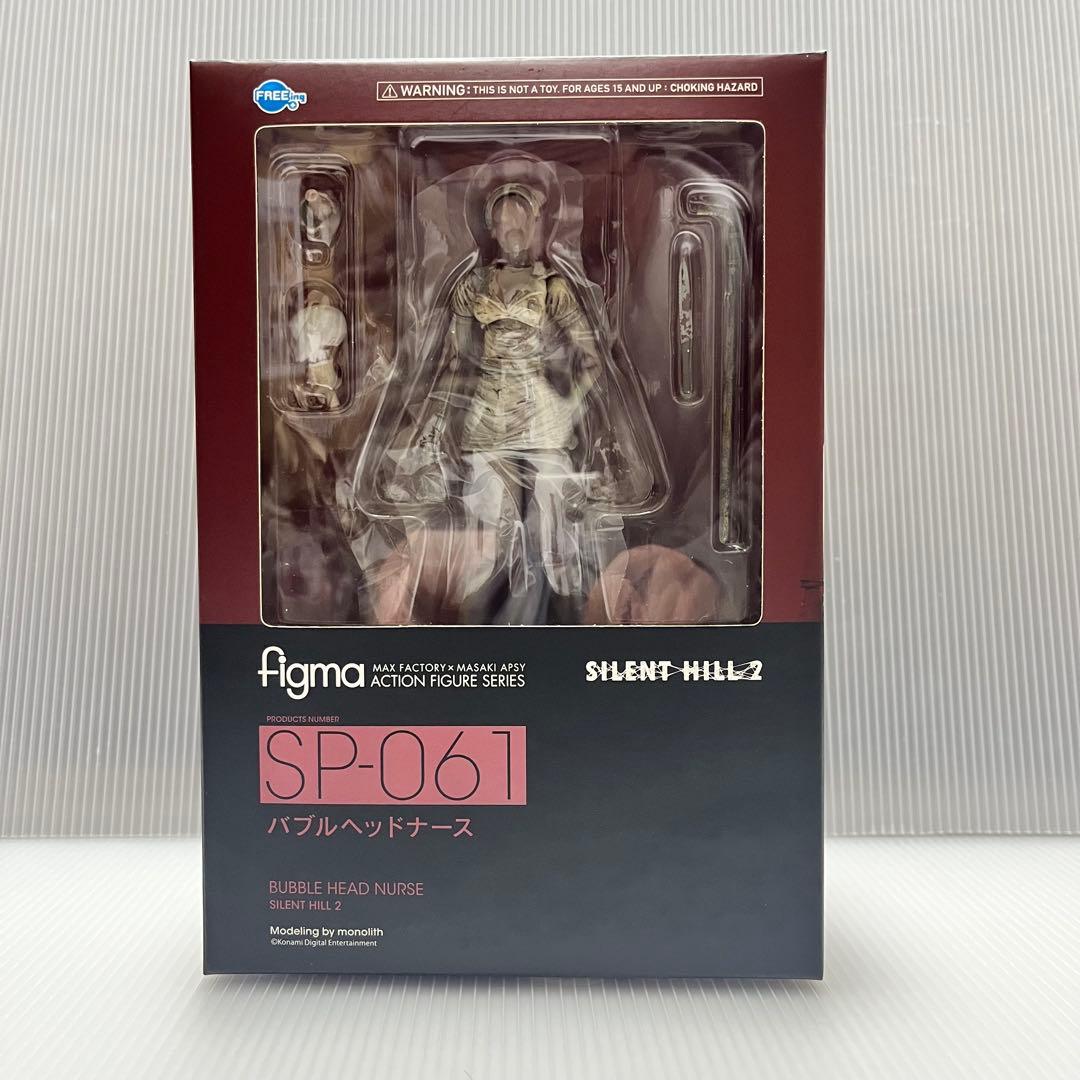 FREEing
WARNING: THIS IS NOT A TOY. FOR AGES 15 AND UP : CHOKING HAZARD
figma MAX FACTORY × MASAKI APSY
ACTION FIGURE SERIES
SILENT HILL 2
PRODUCTS NUMBER
SP-061
バブルヘッドナース
BUBBLE HEAD NURSE
SILENT HILL 2
Modeling by monolith
©Konami Digital Entertainment